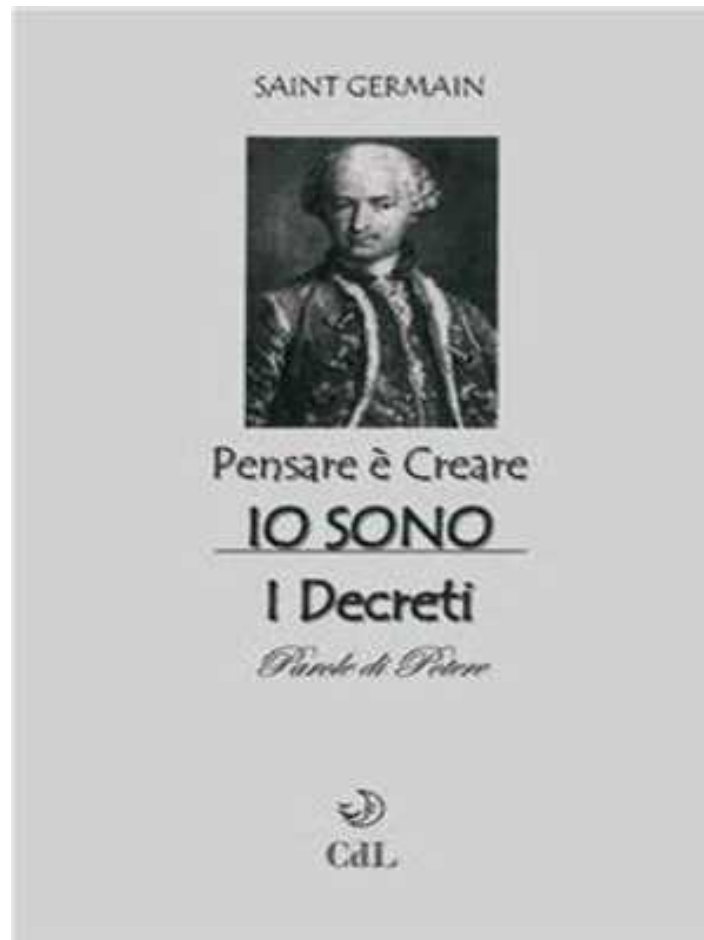 SAINT GERMAIN
Pensare è Creare
IO SONO
I Decreti
Parole di Potere
CdL